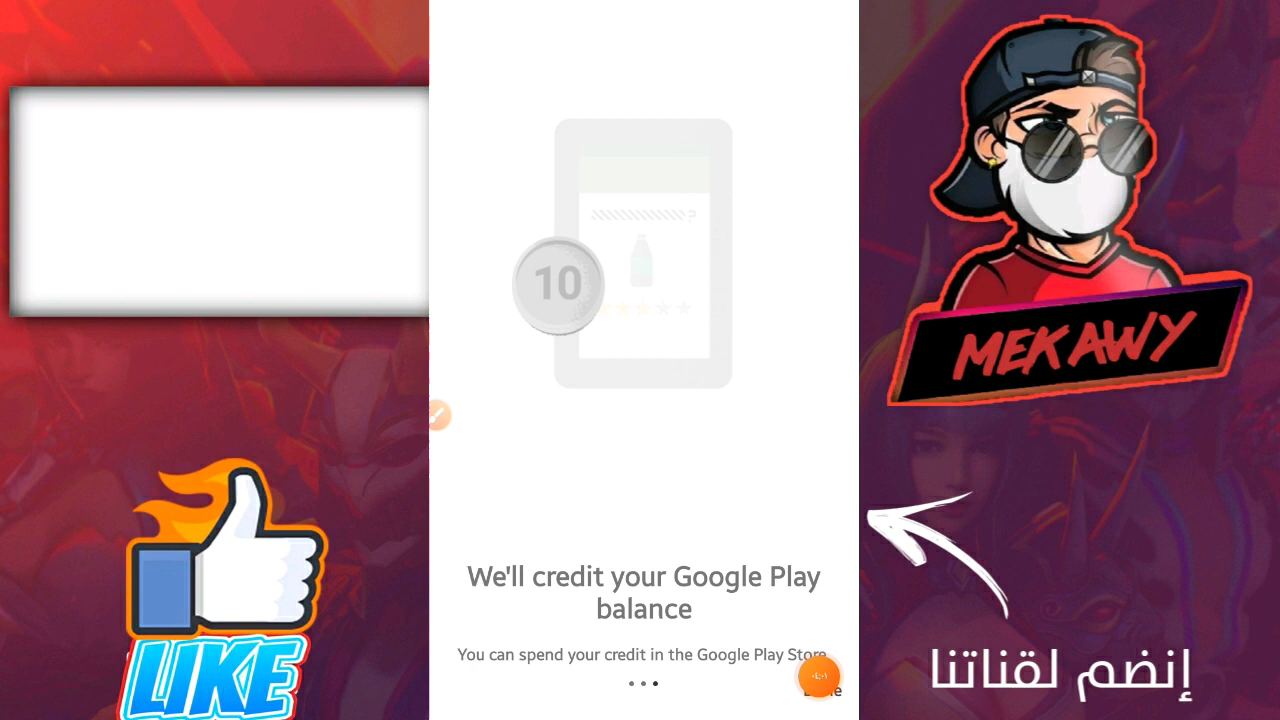 10
?
We'll credit your Google Play
balance
You can spend your credit in the Google Play Store
LIKE
MEKAWY
إنضم لقناتنا